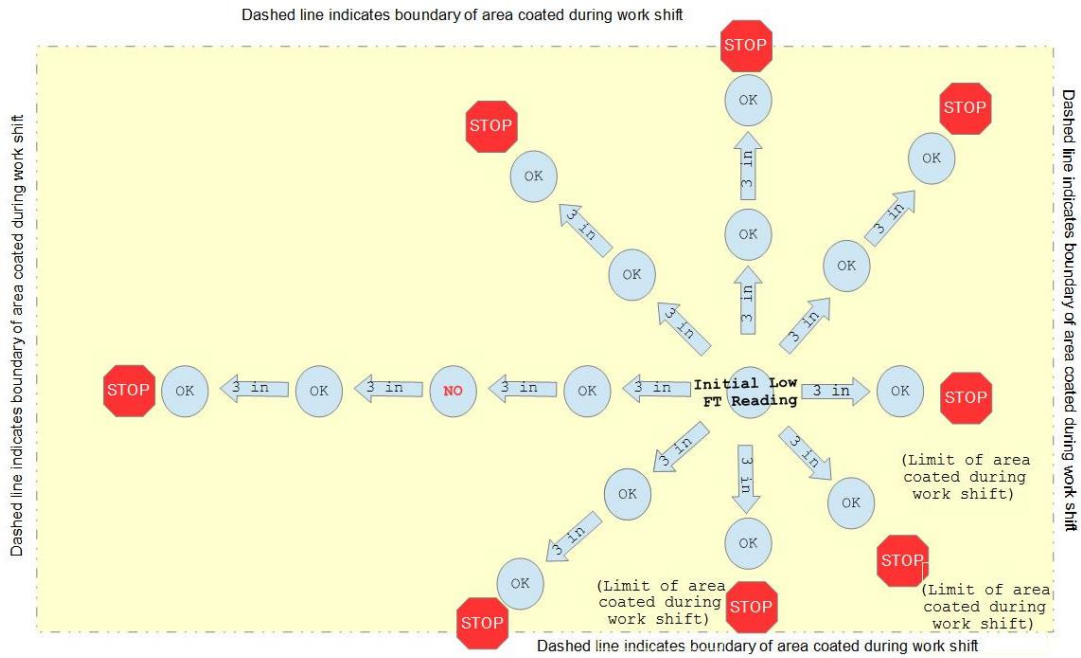 Dashed line indicates boundary of area coated during work shift
STOP
OK
STOP
STOP
OK
OK
3 in
3 in
3 in
OK
OK
OK
3 in
3 in
3 in
Dashed line indicates boundary of area coated during work shift
Dashed line indicates boundary of area coated during work shift
STOP
OK
3 in
OK
3 in
NO
3 in
OK
3 in
Initial Low
FT Reading
3 in
OK
STOP
3 in
3 in
3 in
(Limit of area
coated during
work shift)
OK
OK
3 in
OK
STOP
OK
STOP
(Limit of area
coated during
work shift)
STOP
(Limit of area
coated during
work shift)
Dashed line indicates boundary of area coated during work shift